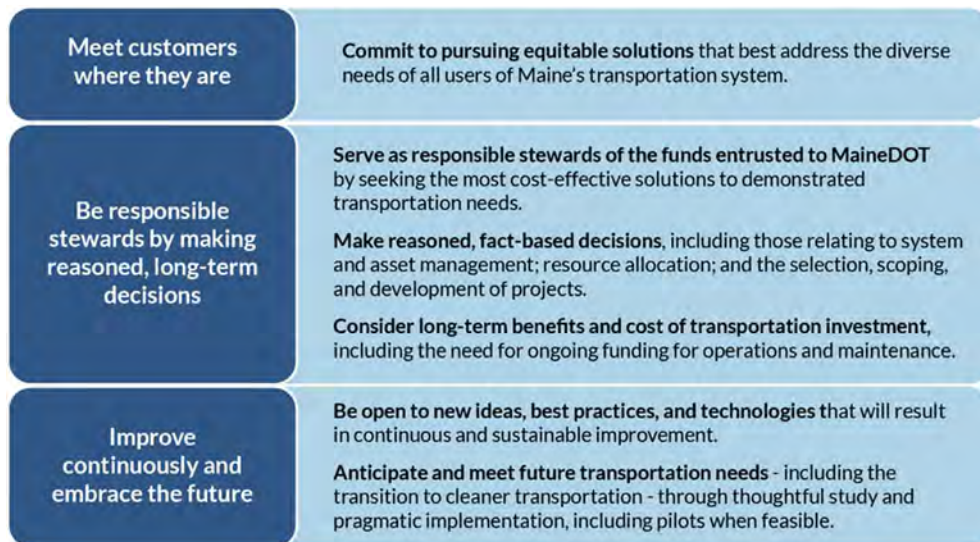 Meet customers
where they are
Commit to pursuing equitable solutions that best address the diverse
needs of all users of Maine's transportation system.
Be responsible
stewards by making
reasoned, long-term
decisions
Serve as responsible stewards of the funds entrusted to MaineDOT
by seeking the most cost-effective solutions to demonstrated
transportation needs.
Make reasoned, fact-based decisions, including those relating to system
and asset management; resource allocation; and the selection, scoping,
and development of projects.
Consider long-term benefits and cost of transportation investment,
including the need for ongoing funding for operations and maintenance.
Improve
continuously and
embrace the future
Be open to new ideas, best practices, and technologies that will result
in continuous and sustainable improvement.
Anticipate and meet future transportation needs - including the
transition to cleaner transportation - through thoughtful study and
pragmatic implementation, including pilots when feasible.